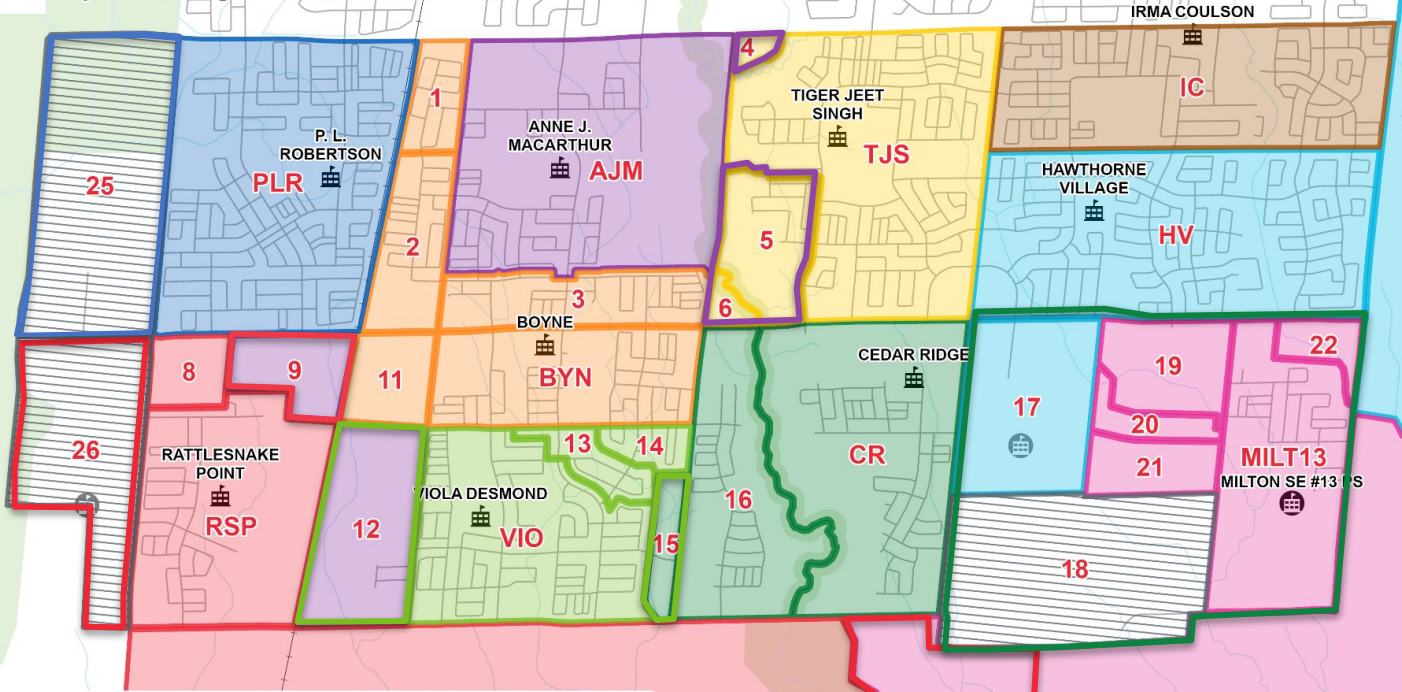 IRMA COULSON
4
1
IC
TIGER JEET
SINGH
ANNE J.
MACARTHUR
P. L.
ROBERTSON
TJS
AJM
PLR
HAWTHORNE
VILLAGE
25
2
5
HV
3
6
BOYNE
22
CEDAR RIDGE
19
8
9
11
BYN
17
20
13
14
26
RATTLESNAKE
POINT
CR
MILT13
21
MILTON SE #13 PS
VIOLA DESMOND
16
RSP
12
VIO
15
18